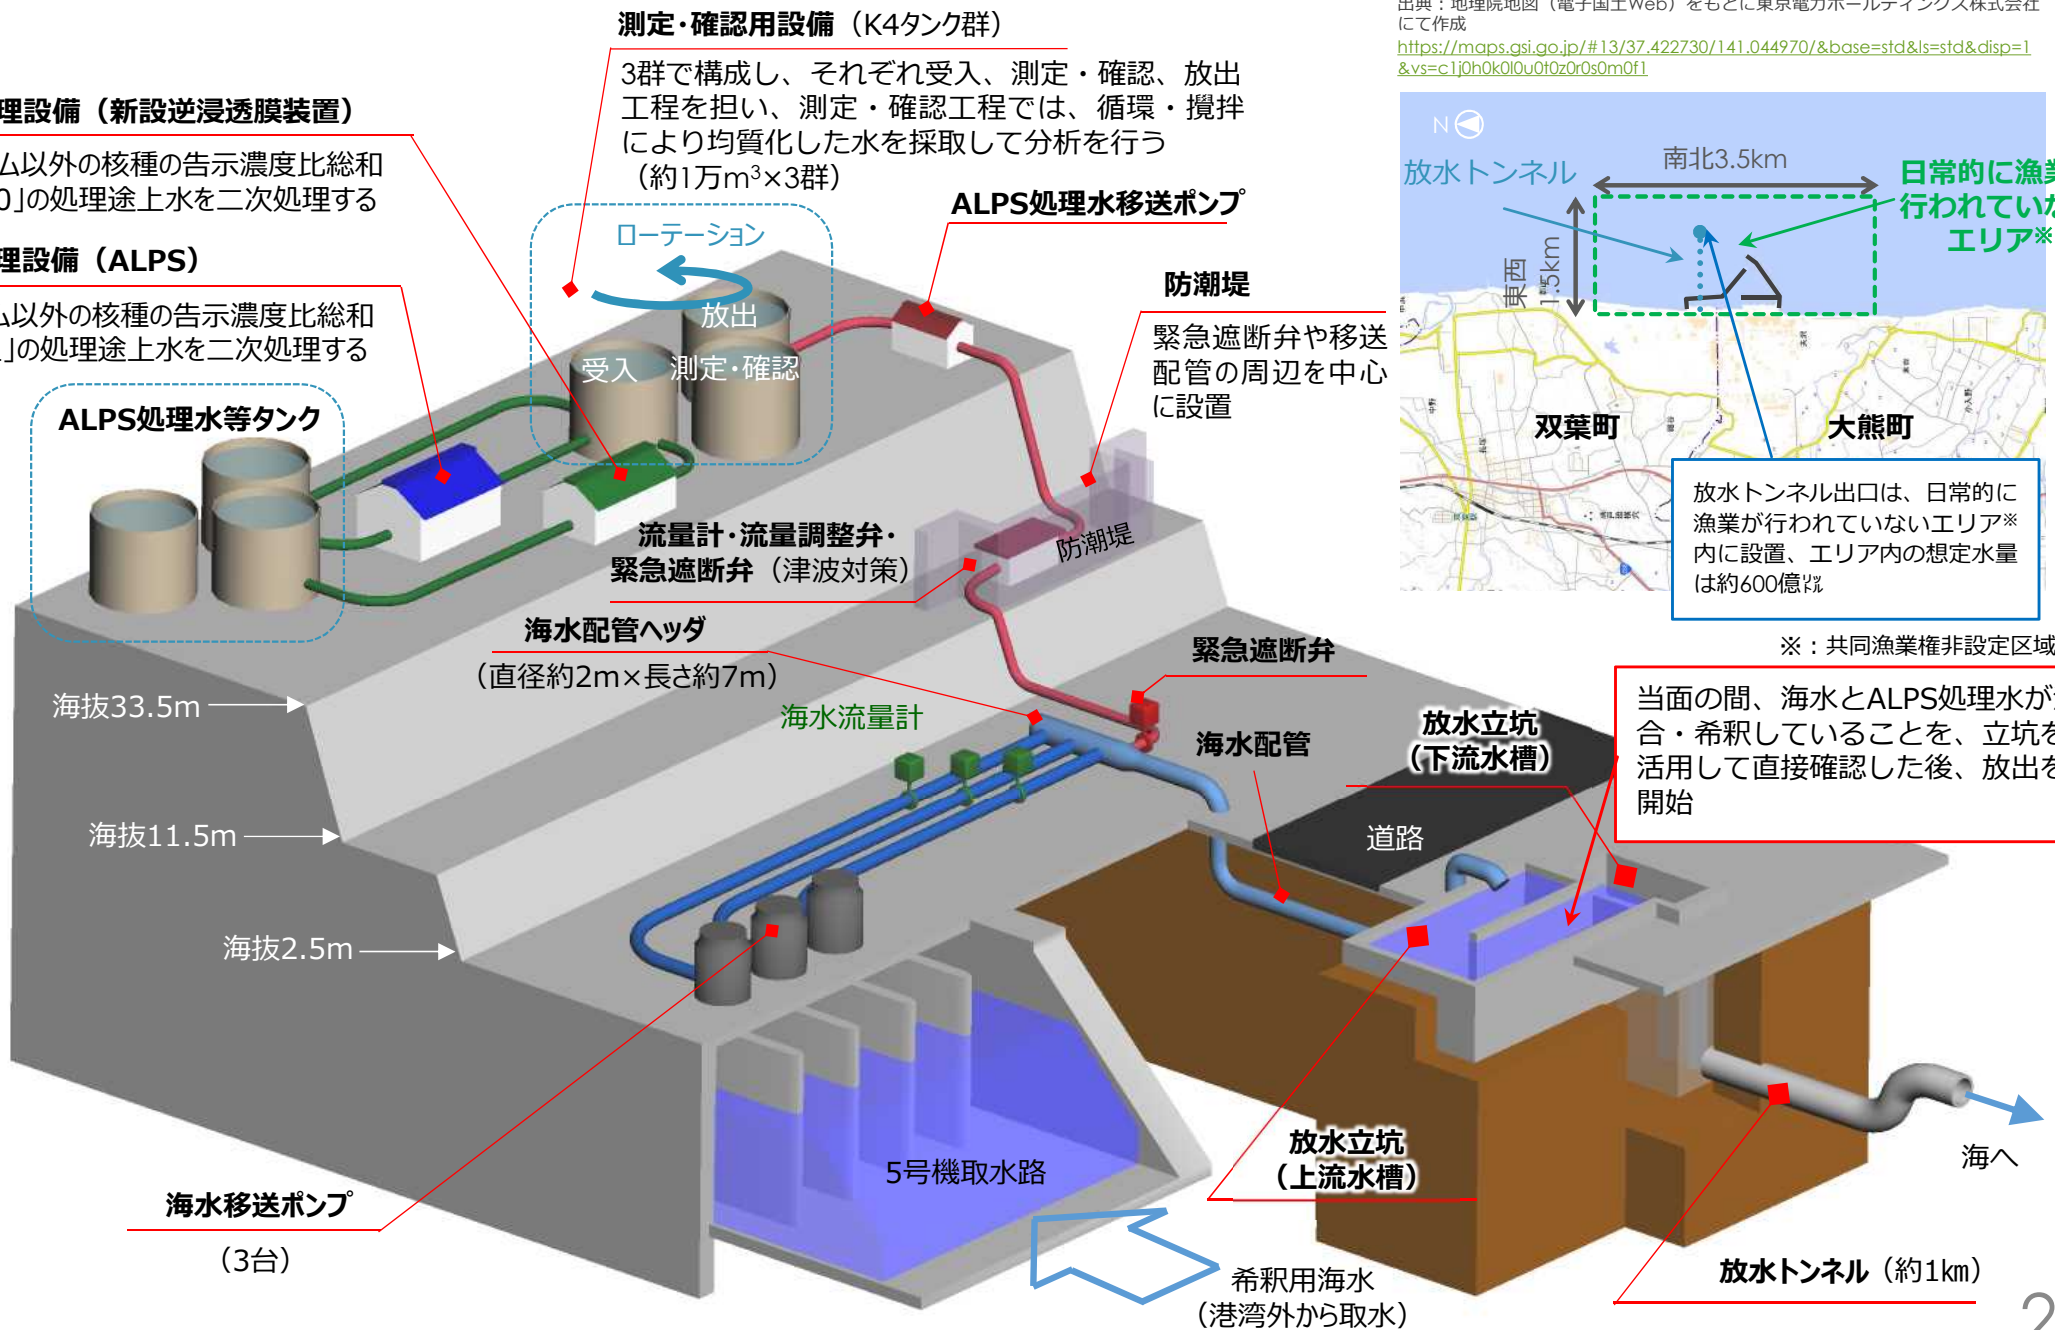 測定・確認用設備（K4タンク群）
3群で構成し、それぞれ受入、測定・確認、放出
工程を担い、測定・確認工程では、循環・攪拌
により均質化した水を採取して分析を行う
（約1万m³×3群）
理設備（新設逆浸透膜装置）
ム以外の核種の告示濃度比総和
」の処理途上水を二次処理する
理設備（ALPS）
ム以外の核種の告示濃度比総和
」の処理途上水を二次処理する
ALPS処理水等タンク
ローテーション
放出
受入
測定・確認
ALPS処理水移送ポンプ
防潮堤
緊急遮断弁や移送
配管の周辺を中心
に設置
防潮堤
流量計・流量調整弁・
緊急遮断弁（津波対策）
海水配管ヘッダ
（直径約2m×長さ約7m）
海水流量計
緊急遮断弁
海水配管
放水立坑
（下流水槽）
道路
海抜33.5m
海抜11.5m
海抜2.5m
5号機取水路
海水移送ポンプ
（3台）
希釈用海水
（港湾外から取水）
放水立坑
（上流水槽）
放水トンネル（約1㎞）
海へ
出典：地理院地図（電子国土Web）をもとに東京電力ホールディングス株式会社
にて作成
https://maps.gsi.go.jp/#13/37.422730/141.044970/&base=std&ls=std&disp=1
&vs=c1j0h0k0l0u0t0z0r0s0m0f1
N
放水トンネル
南北3.5km
東西
1.5km
日常的に漁業
行われていな
エリア※
双葉町
大熊町
放水トンネル出口は、日常的に
漁業が行われていないエリア※
内に設置、エリア内の想定水量
は約600億㍑
※：共同漁業権非設定区域
当面の間、海水とALPS処理水が
合・希釈していることを、立坑を
活用して直接確認した後、放出を
開始
2